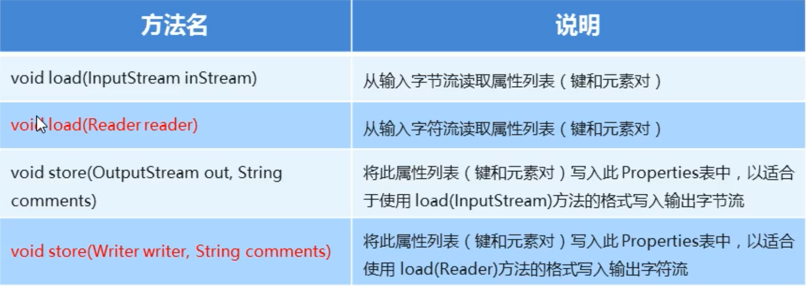 方法名
说明
void load(InputStream inStream)
从输入字节流读取属性列表（键和元素对）
void load(Reader reader)
从输入字符流读取属性列表（键和元素对）
void store(OutputStream out, String
comments)
将此属性列表（键和元素对）写入此 Properties表中，以适合
于使用 load(InputStream)方法的格式写入输出字节流
void store(Writer writer, String comments)
将此属性列表（键和元素对）写入此 Properties表中，以适合
使用 load(Reader)方法的格式写入输出字符流